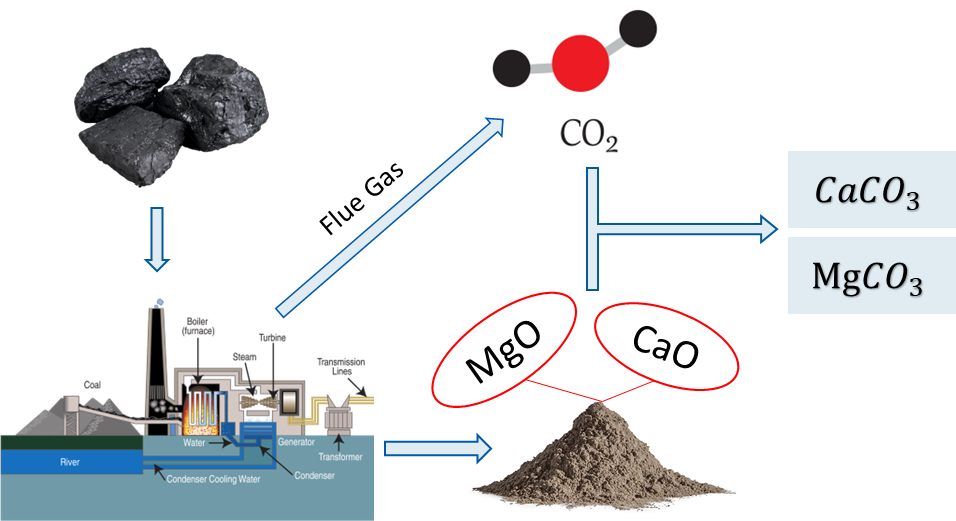 CO₂
Flue Gas
CaCO₃
MgCO₃
MgO
CaO
Boiler
(furnace)
Turbine
Steam
Transmission
Lines
Coal
Water
Generator
River
Transformer
Condenser
Condenser Cooling Water